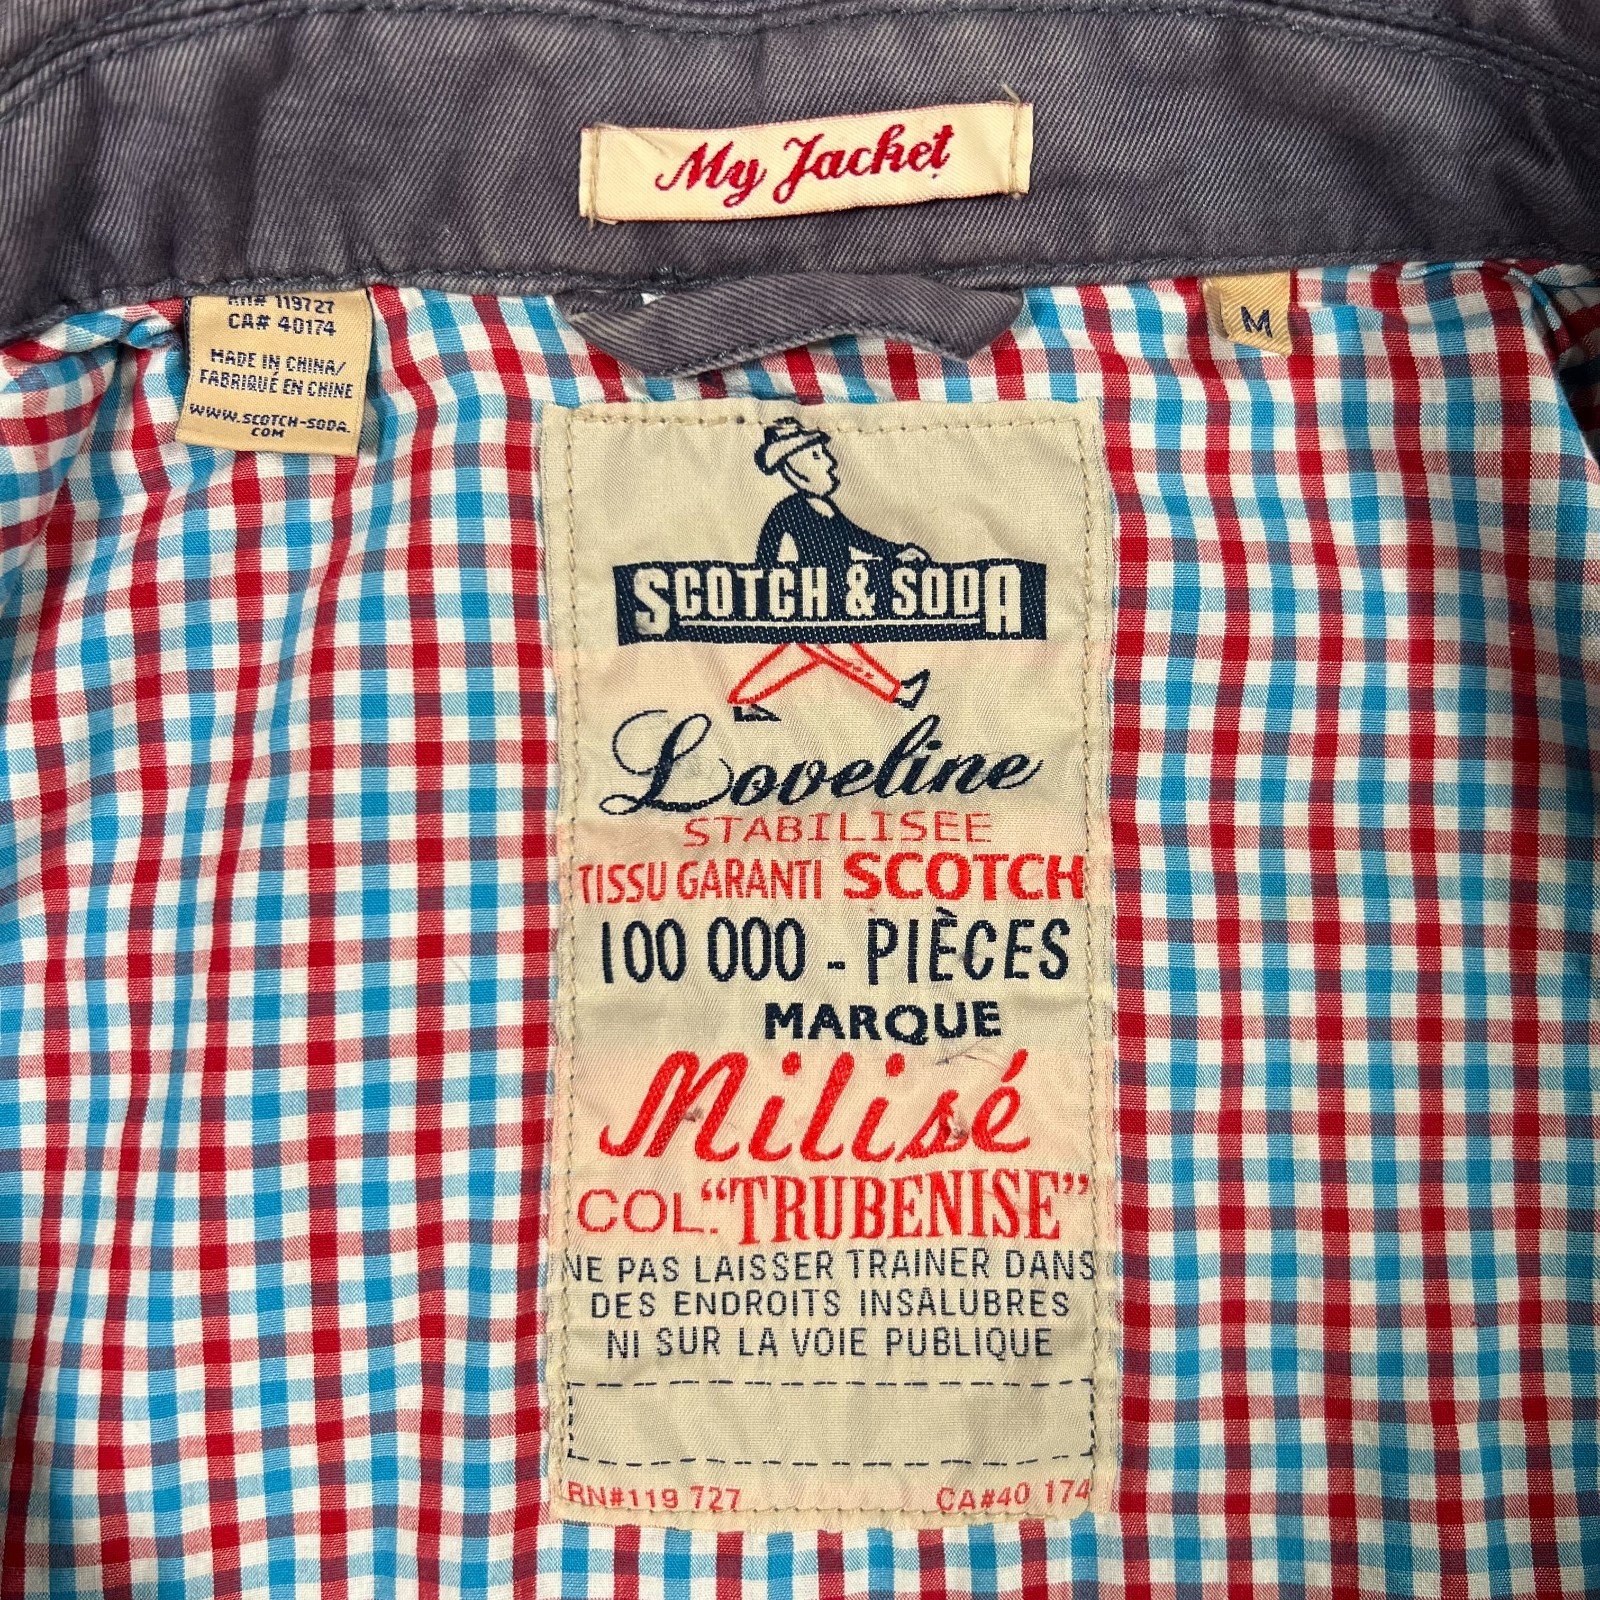 My Jacket
RN# 119727
CA# 40174
MADE IN CHINA/
FABRIQUÉ EN CHINE
WWW.SCOTCH-SODA.
COM
M
SCOTCH & SODA
Loveline
STABILISEE
TISSU GARANTI SCOTCH
100 000 - PIÈCES
MARQUE
Milisé
COL. "TRUBENISE"
NE PAS LAISSER TRAINER DANS
DES ENDROITS INSALUBRES
NI SUR LA VOIE PUBLIQUE
RN#119 727 CA#40 174